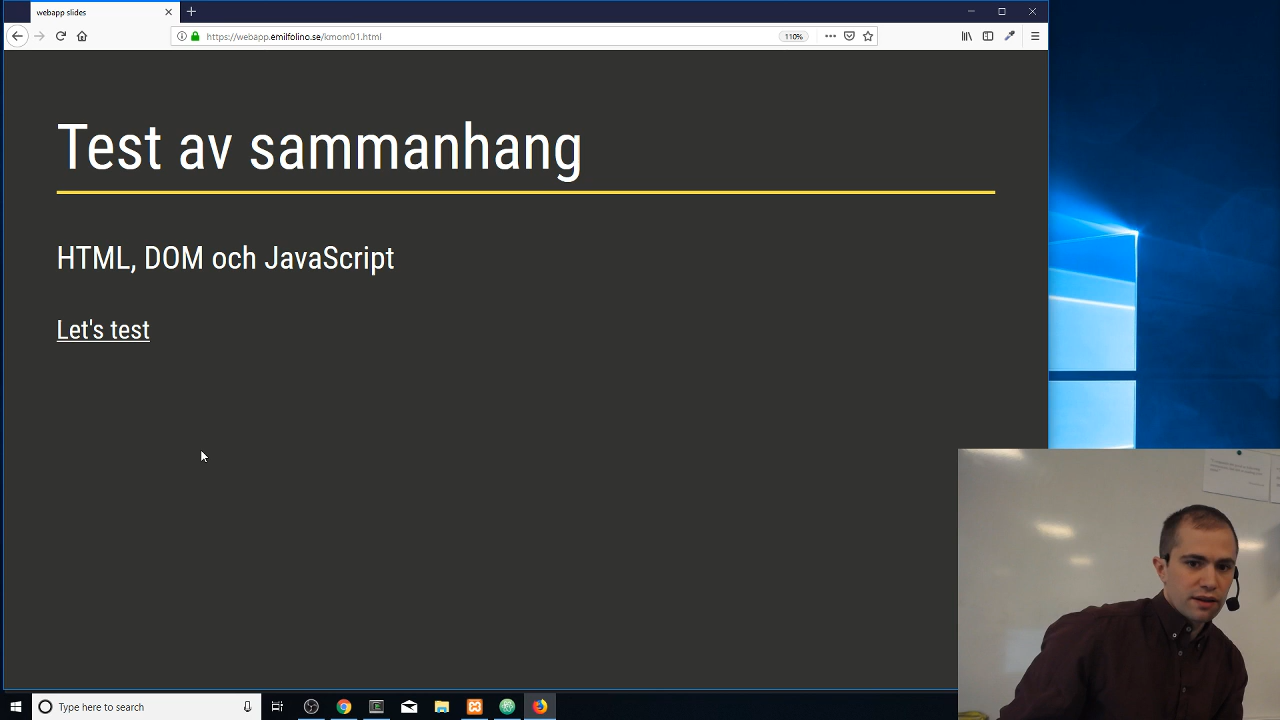 webapp slides
https://webapp.emilfolino.se/kmom01.html
110%
Test av sammanhang
HTML, DOM och JavaScript
Let's test
Type here to search